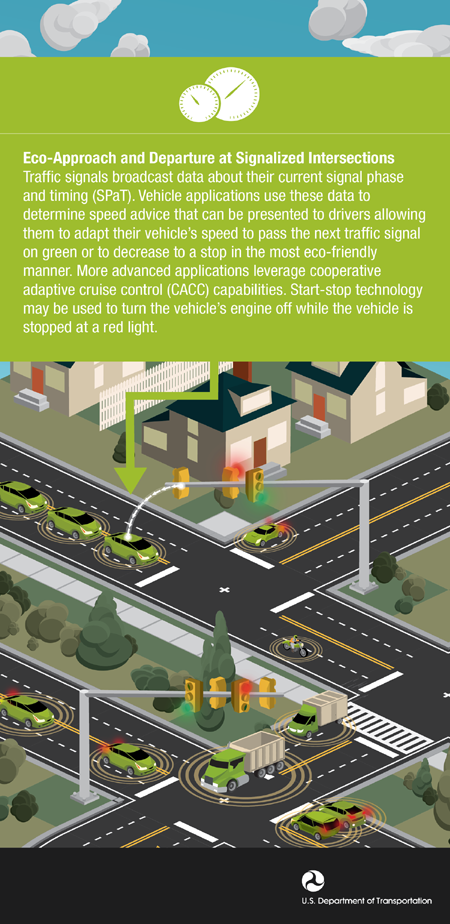 Eco-Approach and Departure at Signalized Intersections
Traffic signals broadcast data about their current signal phase
and timing (SPaT). Vehicle applications use these data to
determine speed advice that can be presented to drivers allowing
them to adapt their vehicle's speed to pass the next traffic signal
on green or to decrease to a stop in the most eco-friendly
manner. More advanced applications leverage cooperative
adaptive cruise control (CACC) capabilities. Start-stop technology
may be used to turn the vehicle's engine off while the vehicle is
stopped at a red light.
U.S. Department of Transportation